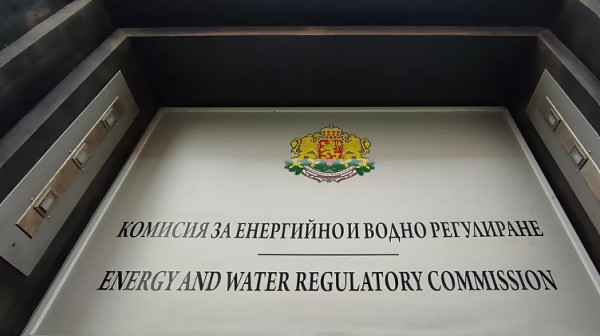 КОМИСИЯ ЗА ЕНЕРГИЙНО И ВОДНО РЕГУЛИРАНЕ
ENERGY AND WATER REGULATORY COMMISSION